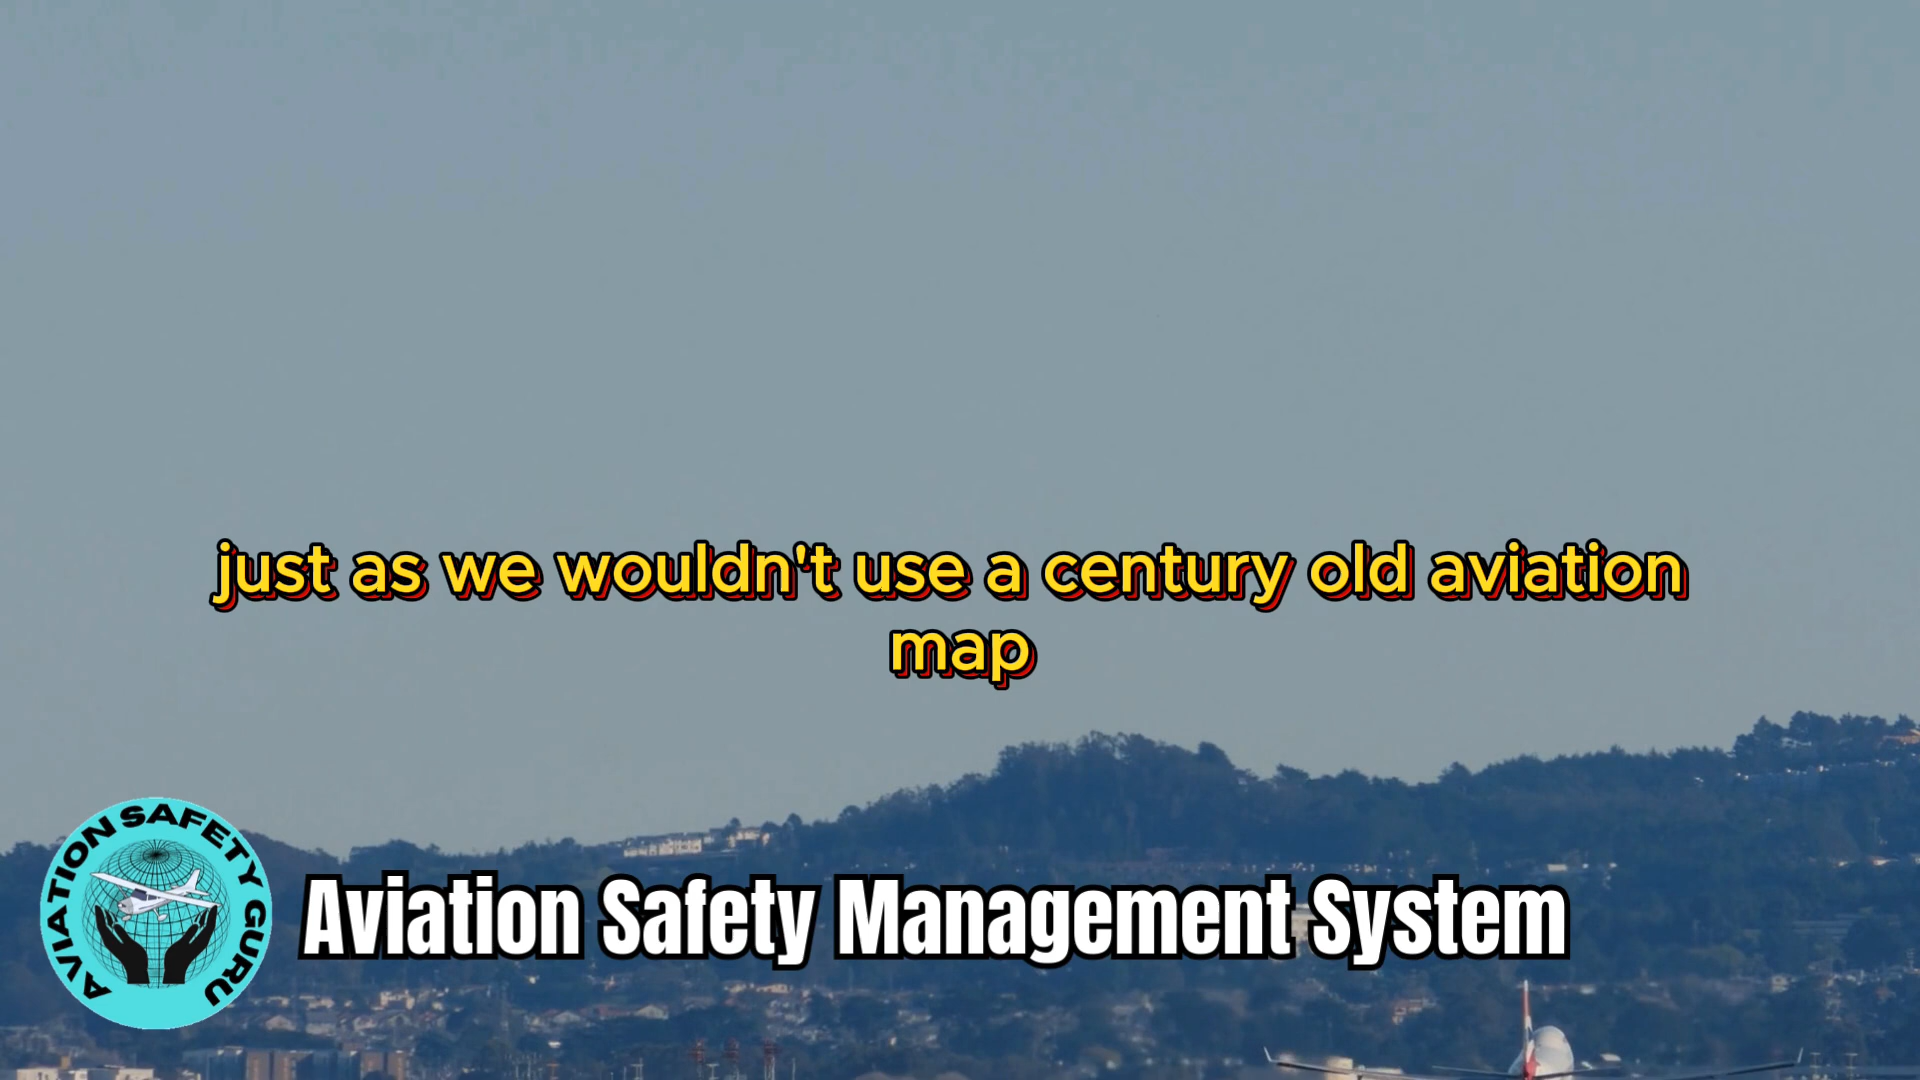 just as we wouldn't use a century old aviation
map
AVIATION SAFETY GURU
Aviation Safety Management System